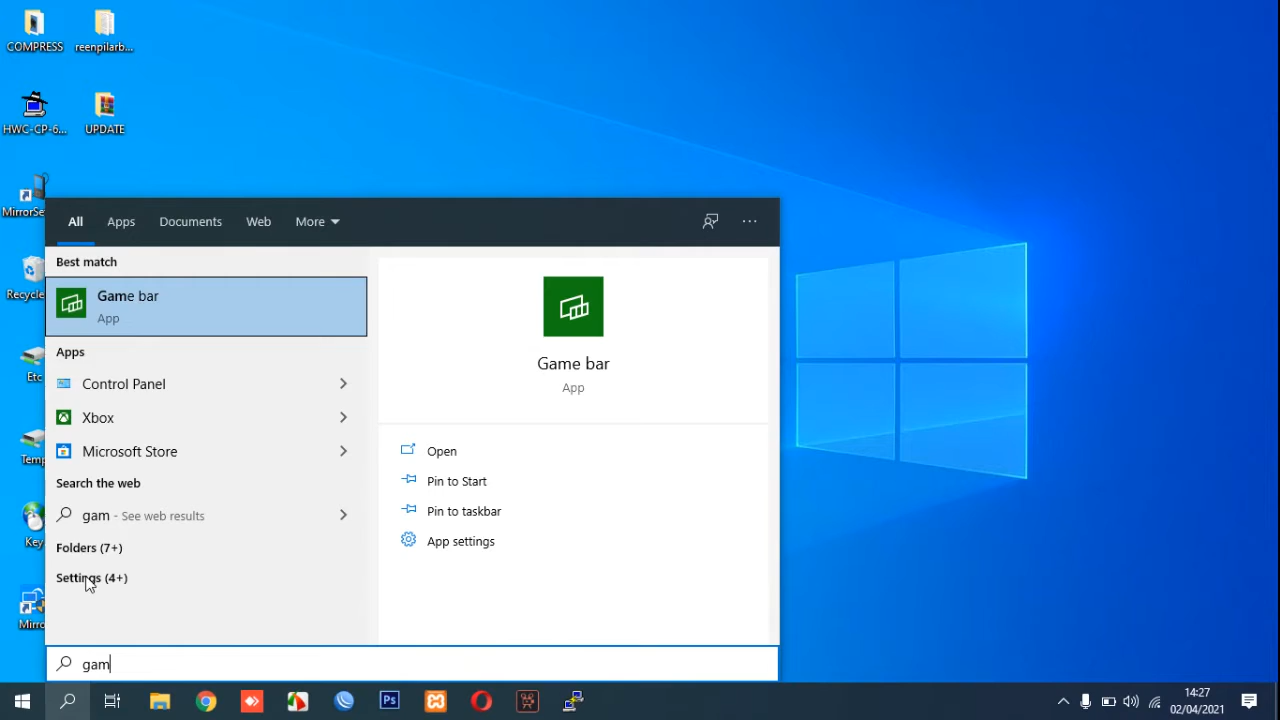 COMPRESS
reenpilarb...
HWC-CP-6...
UPDATE
MirrorSe
Recycle
Etc
Temp
Key
Mirro
All
Apps
Documents
Web
More
Best match
Game bar
App
Apps
Control Panel
Xbox
Microsoft Store
Search the web
gam - See web results
Folders (7+)
Settings (4+)
Game bar
App
Open
Pin to Start
Pin to taskbar
App settings
gam
Ps
14:27
02/04/2021